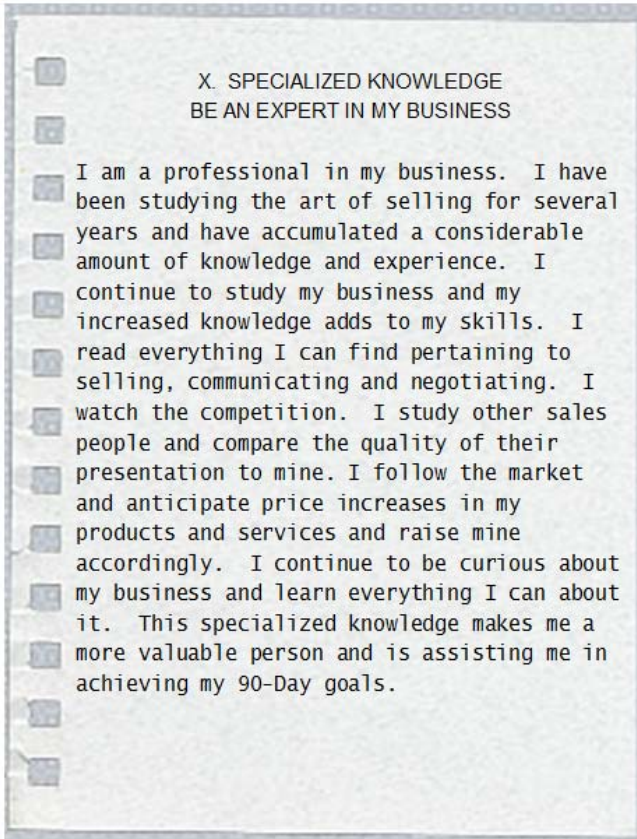 X. SPECIALIZED KNOWLEDGE
BE AN EXPERT IN MY BUSINESS
I am a professional in my business.  I have
been studying the art of selling for several
years and have accumulated a considerable
amount of knowledge and experience.  I
continue to study my business and my
increased knowledge adds to my skills.  I
read everything I can find pertaining to
selling, communicating and negotiating.  I
watch the competition.  I study other sales
people and compare the quality of their
presentation to mine. I follow the market
and anticipate price increases in my
products and services and raise mine
accordingly.  I continue to be curious about
my business and learn everything I can about
it.  This specialized knowledge makes me a
more valuable person and is assisting me in
achieving my 90-Day goals.